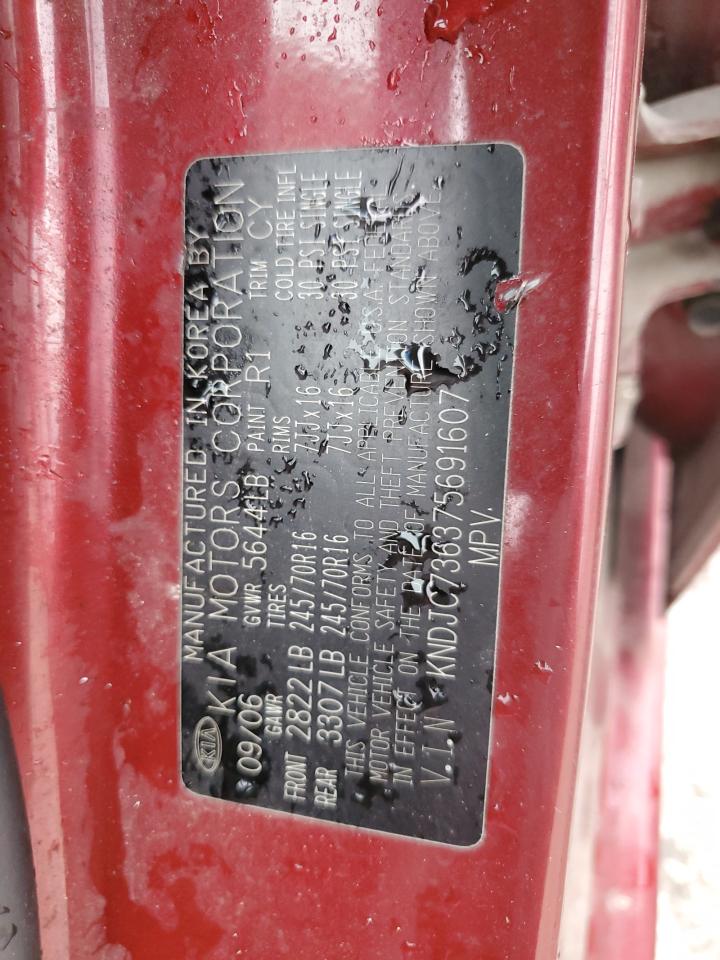 KIA MANUFACTURED IN KOREA BY
KIA MOTORS CORPORATION
09/06 GVWR 5644LB PAINT R1 TRIM CY
GAWR TIRES RIMS COLD TIRE INFL
FRONT 2822LB 245/70R16 7JJx16 30 PSI SINGLE
REAR 3307LB 245/70R16 7JJx16 30 PSI SINGLE
THIS VEHICLE CONFORMS TO ALL
MOTOR VEHICLE SAFETY AND THEFT PREVENTION
IN EFFECT ON THE DATE OF MANUFACTURE SHOWN ABOVE.
V.I.N KNDJC736375691607
MPV.